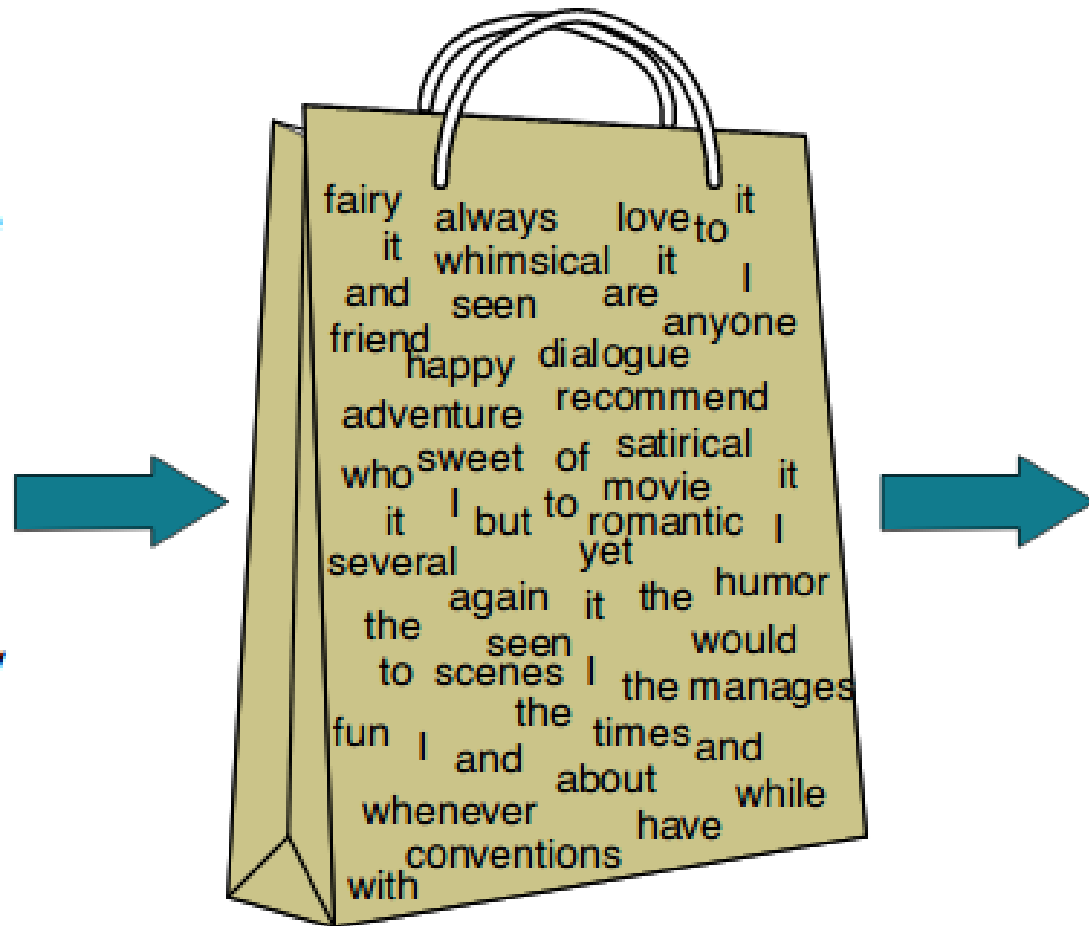 fairy always love to it
it whimsical it I
and seen are anyone
friend happy dialogue
adventure recommend
who sweet of satirical it
it I but to movie romantic I
several yet
again it the humor
the seen would
to scenes I the manages
fun I and the times and
about while
whenever have
conventions
with